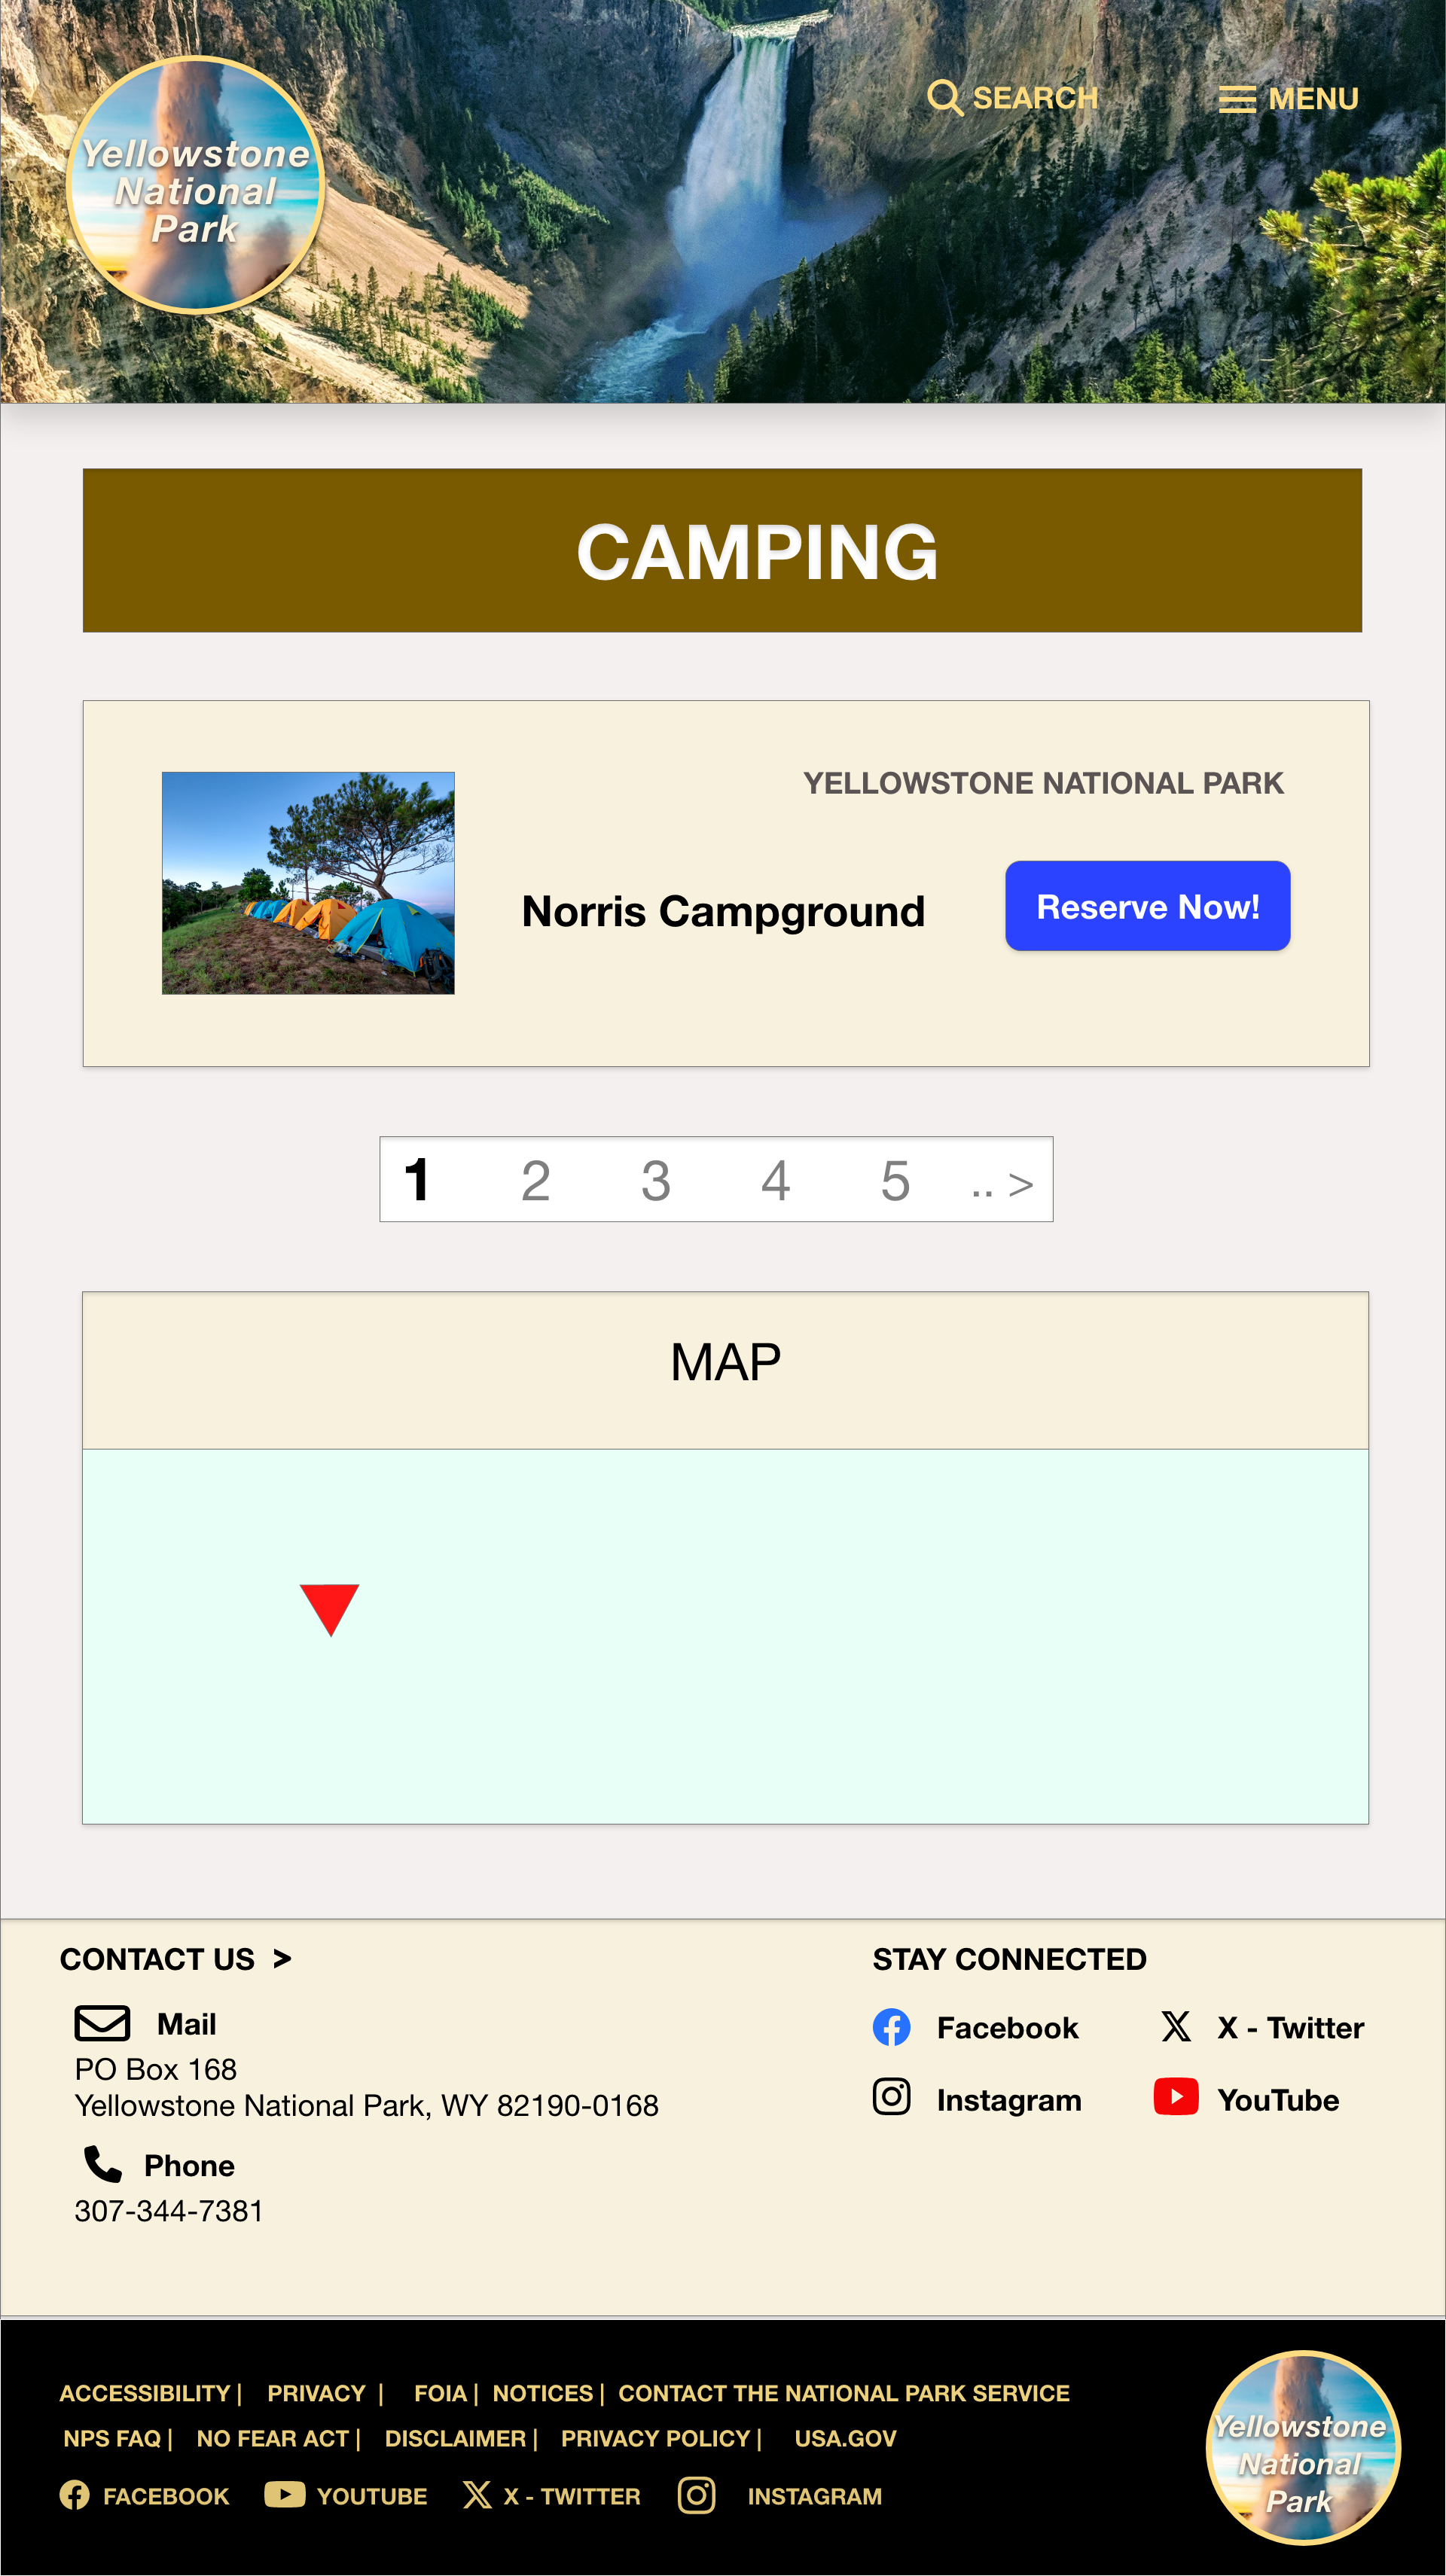 Yellowstone
National
Park
SEARCH
MENU
CAMPING
YELLOWSTONE NATIONAL PARK
Norris Campground
Reserve Now!
1 2 3 4 5 .. >
MAP
CONTACT US >
Mail
PO Box 168
Yellowstone National Park, WY 82190-0168
Phone
307-344-7381
STAY CONNECTED
Facebook X - Twitter
Instagram YouTube
ACCESSIBILITY | PRIVACY | FOIA | NOTICES | CONTACT THE NATIONAL PARK SERVICE
NPS FAQ | NO FEAR ACT | DISCLAIMER | PRIVACY POLICY | USA.GOV
FACEBOOK YOUTUBE X - TWITTER INSTAGRAM
Yellowstone
National
Park